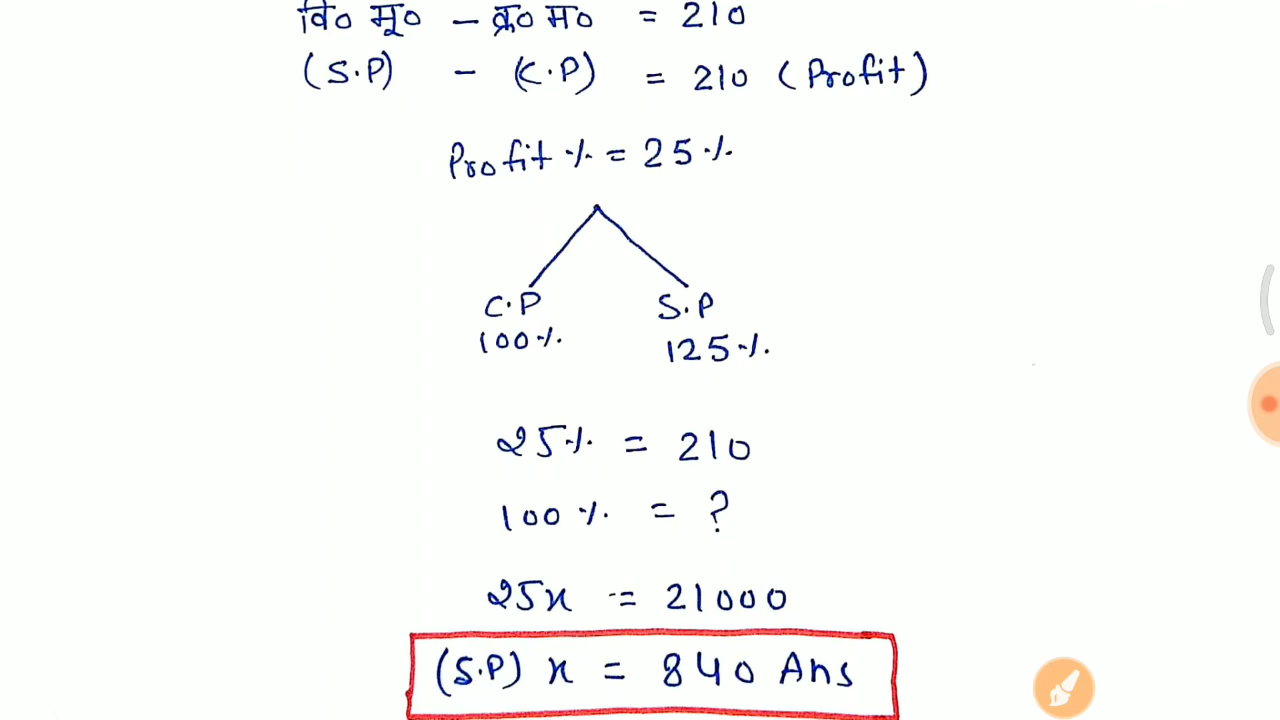 वि० मू० - क्र० म० = 210
(S.P) - (C.P) = 210 (Profit)
Profit % = 25 %
C.P S.P
100% 125%
25% = 210
100 % = ?
25x = 21000
(S.P) x = 840 Ans